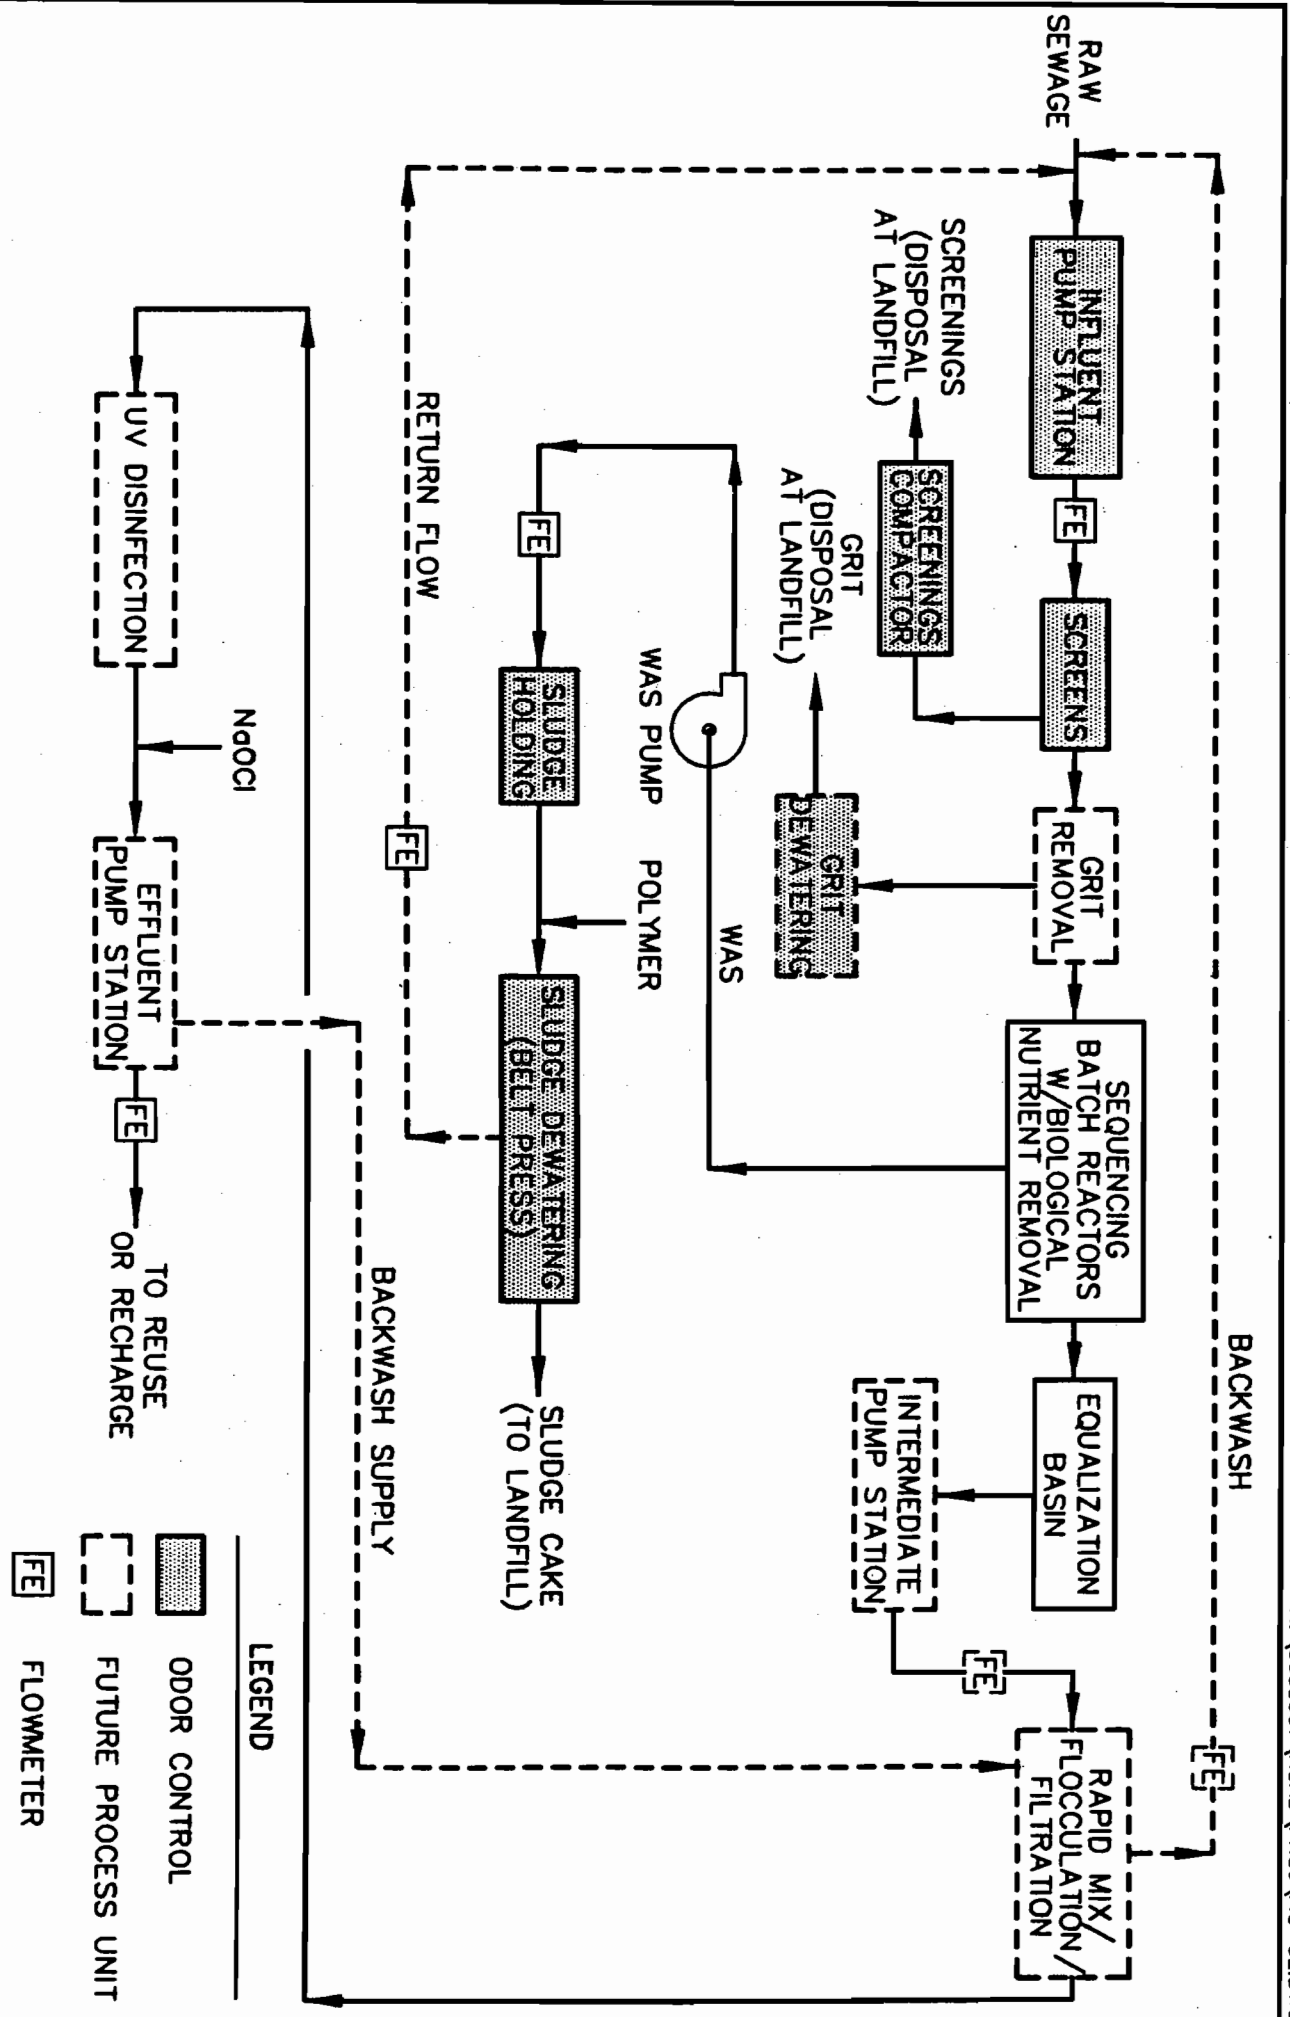 RAW
SEWAGE
INFLUENT
PUMP STATION
FE
SCREENS
GRIT
REMOVAL
SEQUENCING
BATCH REACTORS
W/BIOLOGICAL
NUTRIENT REMOVAL
EQUALIZATION
BASIN
BACKWASH
FE
RAPID MIX/
FLOCCULATION/
FILTRATION
SCREENINGS
(DISPOSAL
AT LANDFILL)
SCREENINGS
COMPACTOR
GRIT
(DISPOSAL
AT LANDFILL)
GRIT
DEWATERING
INTERMEDIATE
PUMP STATION
FE
WAS
WAS PUMP
POLYMER
FE
SLUDGE
HOLDING
SLUDGE DEWATERING
(BELT PRESS)
SLUDGE CAKE
(TO LANDFILL)
RETURN FLOW
FE
BACKWASH SUPPLY
UV DISINFECTION
NaOCl
EFFLUENT
PUMP STATION
FE
TO REUSE
OR RECHARGE
LEGEND
ODOR CONTROL
FUTURE PROCESS UNIT
FE
FLOWMETER